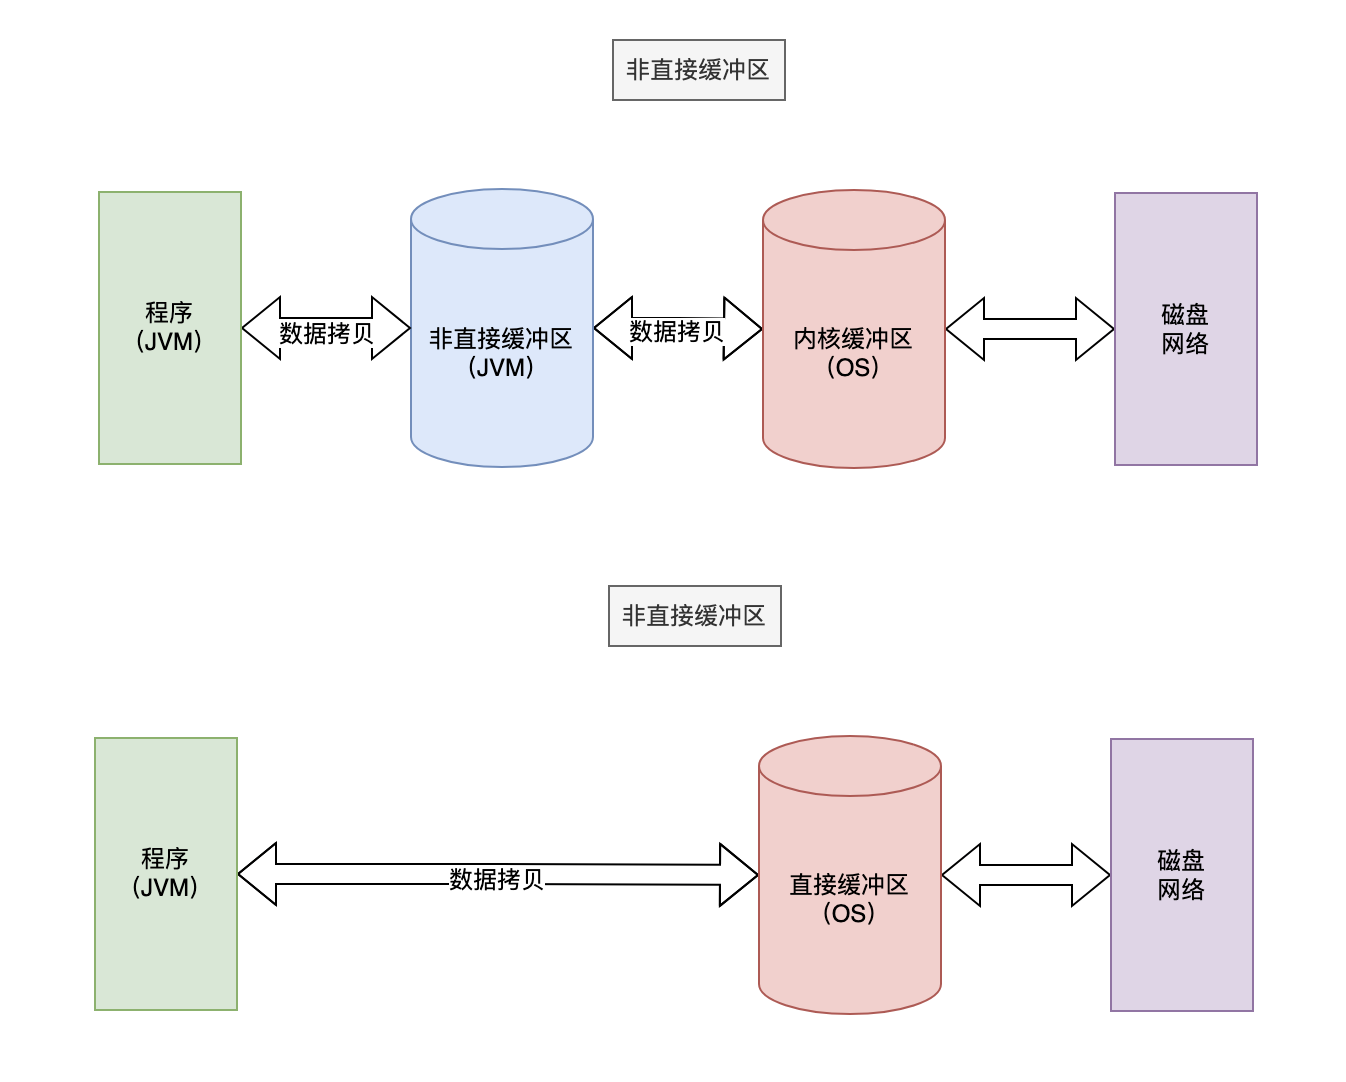 非直接缓冲区
程序
(JVM)
数据拷贝
非直接缓冲区
(JVM)
数据拷贝
内核缓冲区
(OS)
磁盘
网络
非直接缓冲区
程序
(JVM)
数据拷贝
直接缓冲区
(OS)
磁盘
网络